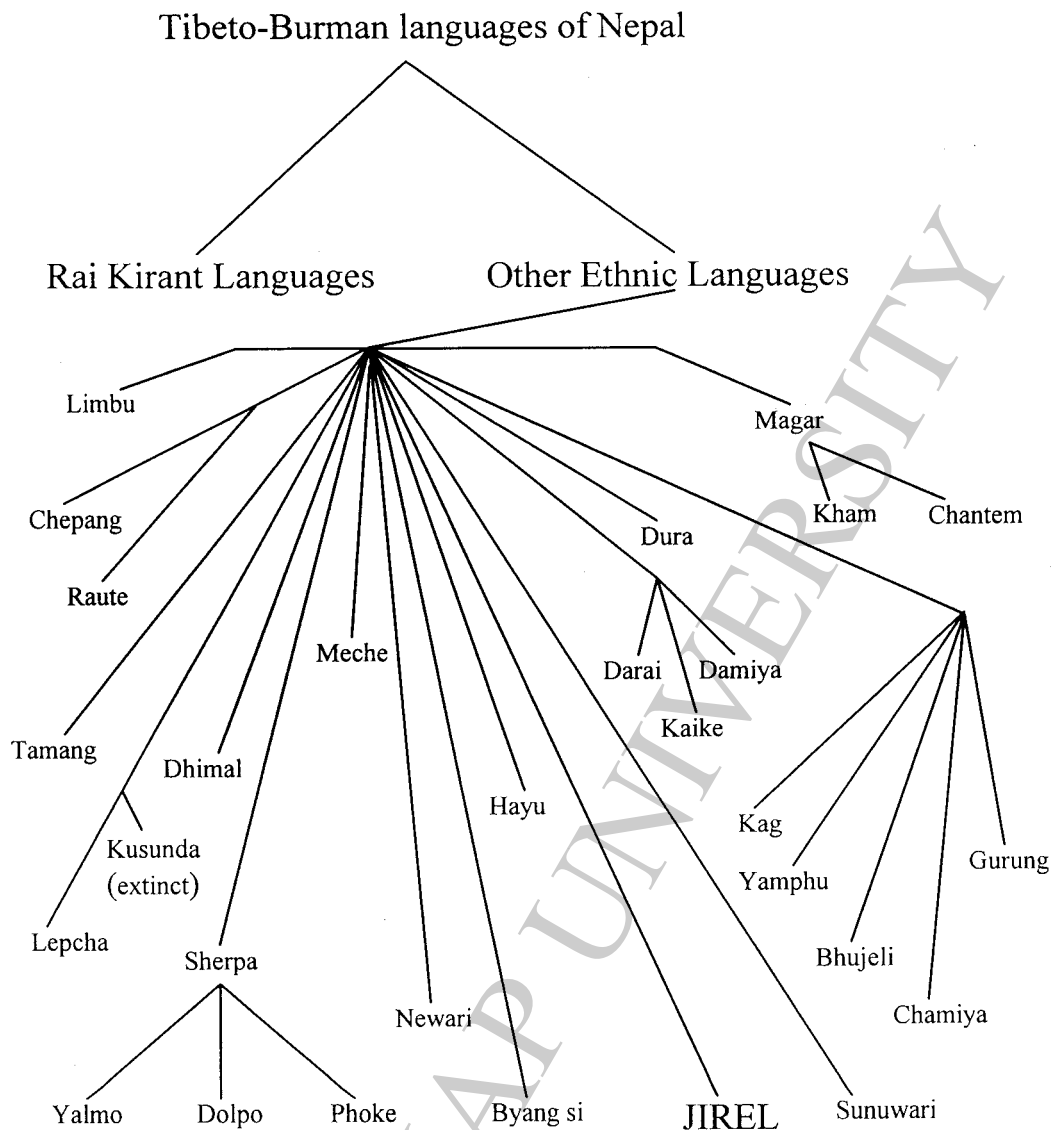 Tibeto-Burman languages of Nepal
Rai Kirant Languages
Other Ethnic Languages
Limbu
Magar
Chepang
Kham
Chantem
Dura
Raute
Meche
Darai
Damiya
Kaike
Tamang
Dhimal
Hayu
Kag
Kusunda
(extinct)
Yamphu
Gurung
Lepcha
Sherpa
Bhujeli
Newari
Chamiya
Yalmo
Dolpo
Phoke
Byang si
JIREL
Sunuwari
AP UNIVERSITY